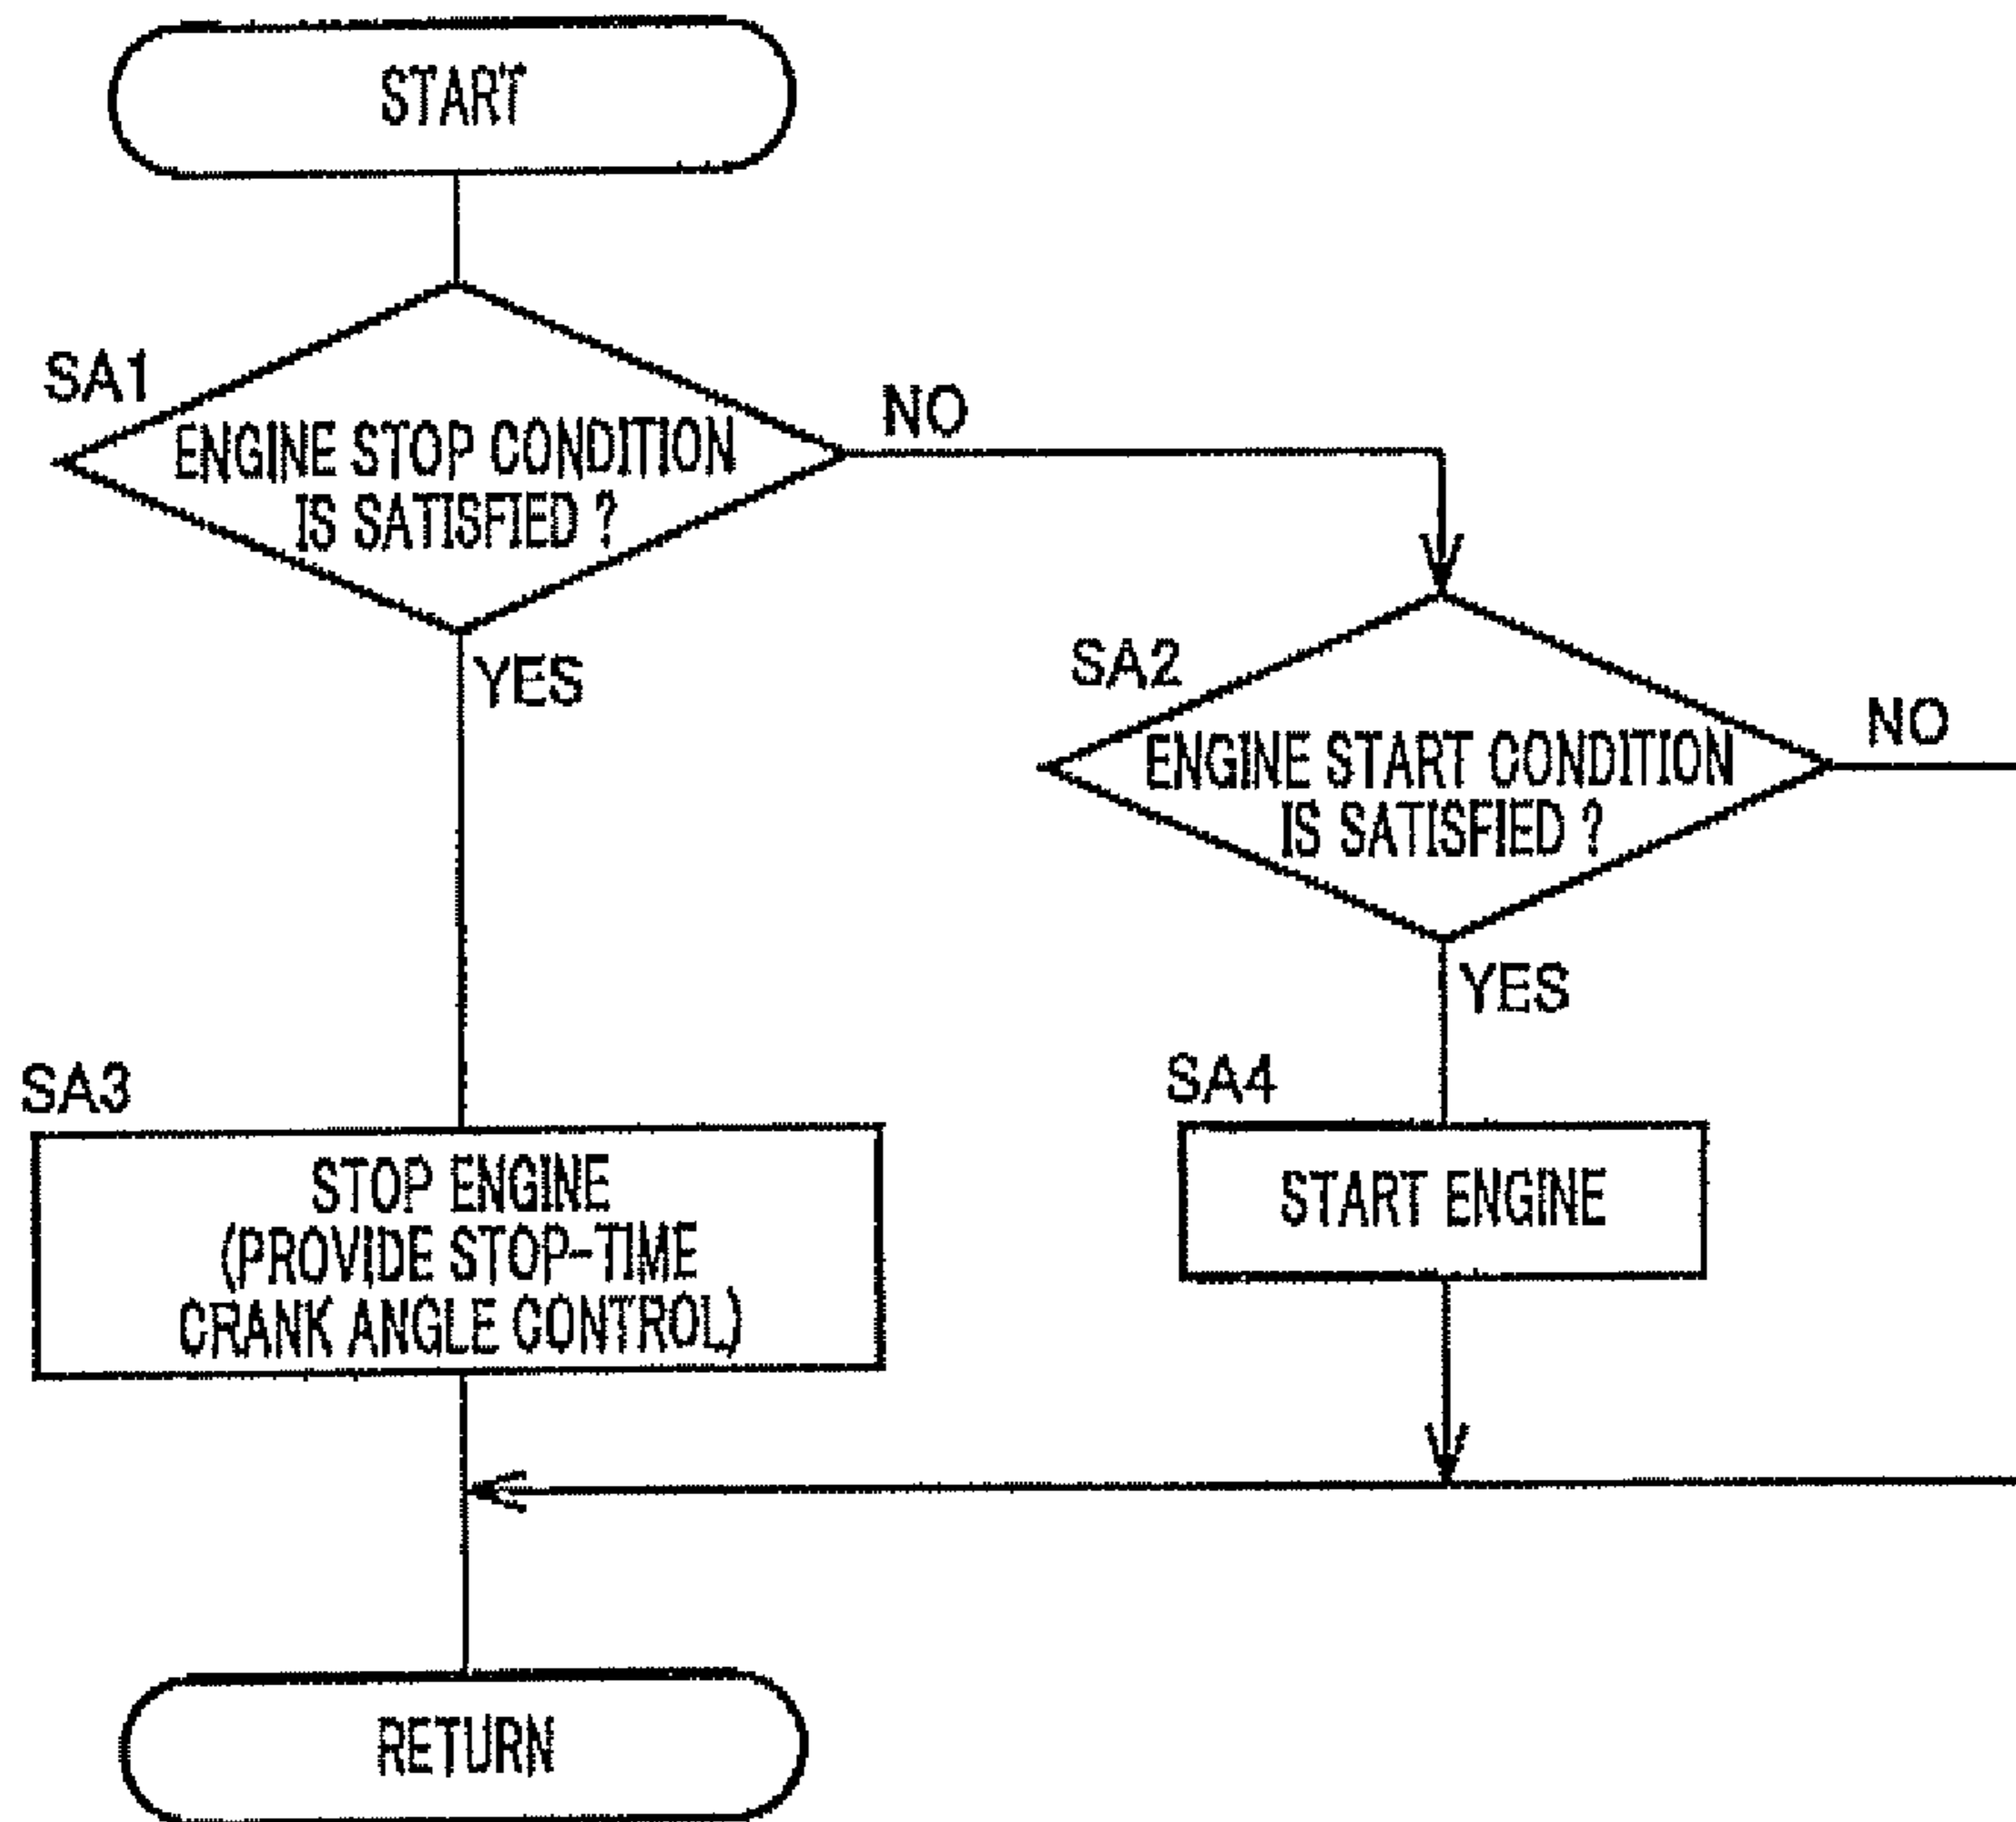 START
SA1
ENGINE STOP CONDITION
IS SATISFIED ?
NO
YES
SA2
ENGINE START CONDITION
IS SATISFIED ?
NO
YES
SA3
STOP ENGINE
(PROVIDE STOP-TIME
CRANK ANGLE CONTROL)
SA4
START ENGINE
RETURN